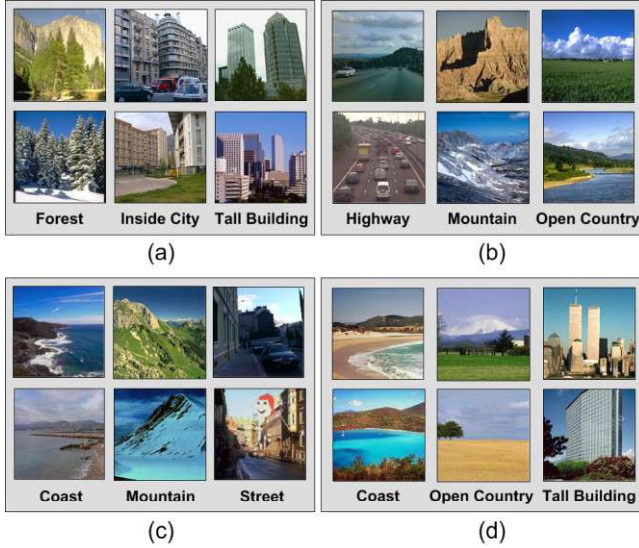 Forest Inside City Tall Building
(a)
Highway Mountain Open Country
(b)
Coast Mountain Street
(c)
Coast Open Country Tall Building
(d)